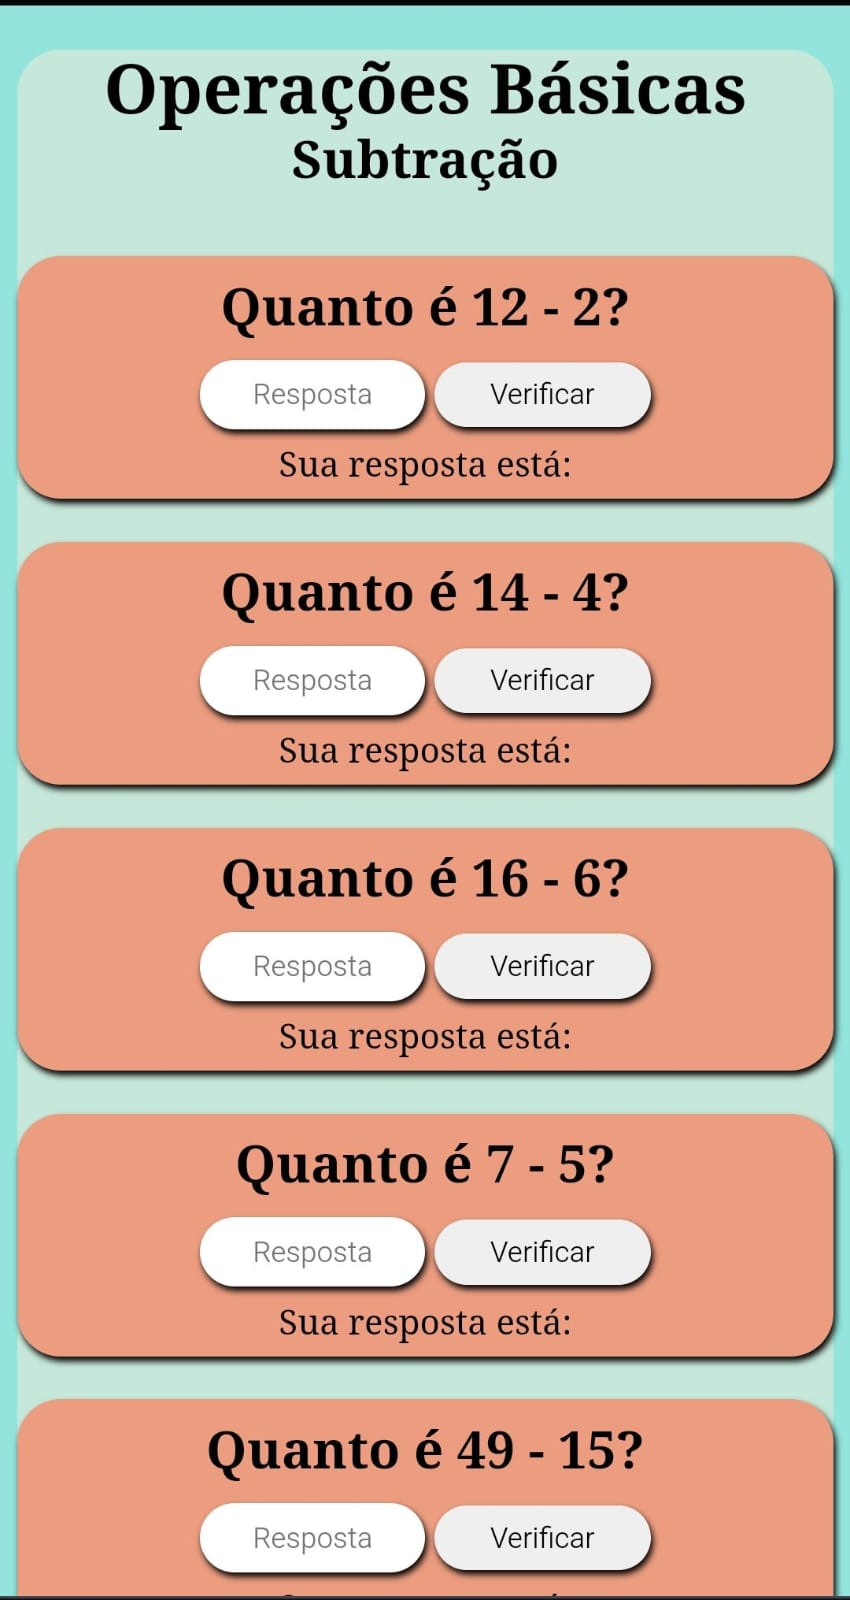 Operações Básicas
Subtração
Quanto é 12 - 2?
Resposta Verificar
Sua resposta está:
Quanto é 14 - 4?
Resposta Verificar
Sua resposta está:
Quanto é 16 - 6?
Resposta Verificar
Sua resposta está:
Quanto é 7 - 5?
Resposta Verificar
Sua resposta está:
Quanto é 49 - 15?
Resposta Verificar